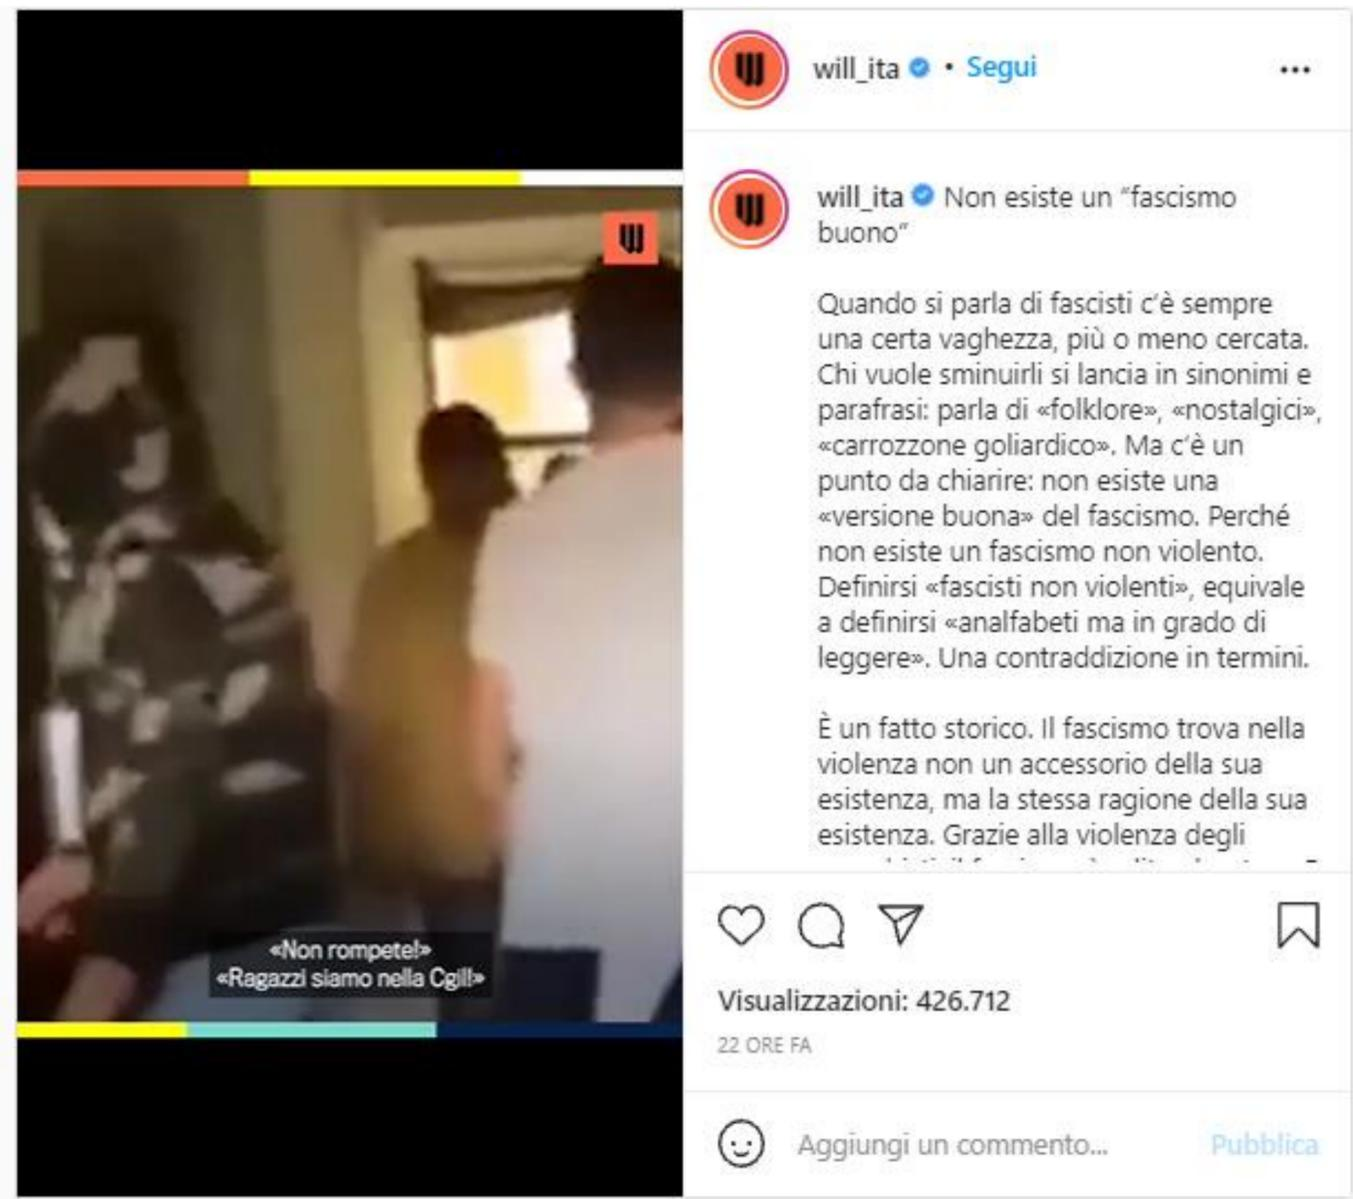 will_ita • Segui
will_ita Non esiste un "fascismo
buono"
Quando si parla di fascisti c'è sempre
una certa vaghezza, più o meno cercata.
Chi vuole sminuirli si lancia in sinonimi e
parafrasi: parla di «folklore», «nostalgici»,
«carrozzone goliardico». Ma c'è un
punto da chiarire: non esiste una
«versione buona» del fascismo. Perché
non esiste un fascismo non violento.
Definirsi «fascisti non violenti», equivale
a definirsi «analfabeti ma in grado di
leggere». Una contraddizione in termini.
È un fatto storico. Il fascismo trova nella
violenza non un accessorio della sua
esistenza, ma la stessa ragione della sua
esistenza. Grazie alla violenza degli
«Non rompete!»
«Ragazzi siamo nella Cgil!»
Visualizzazioni: 426.712
22 ORE FA
Aggiungi un commento... Pubblica